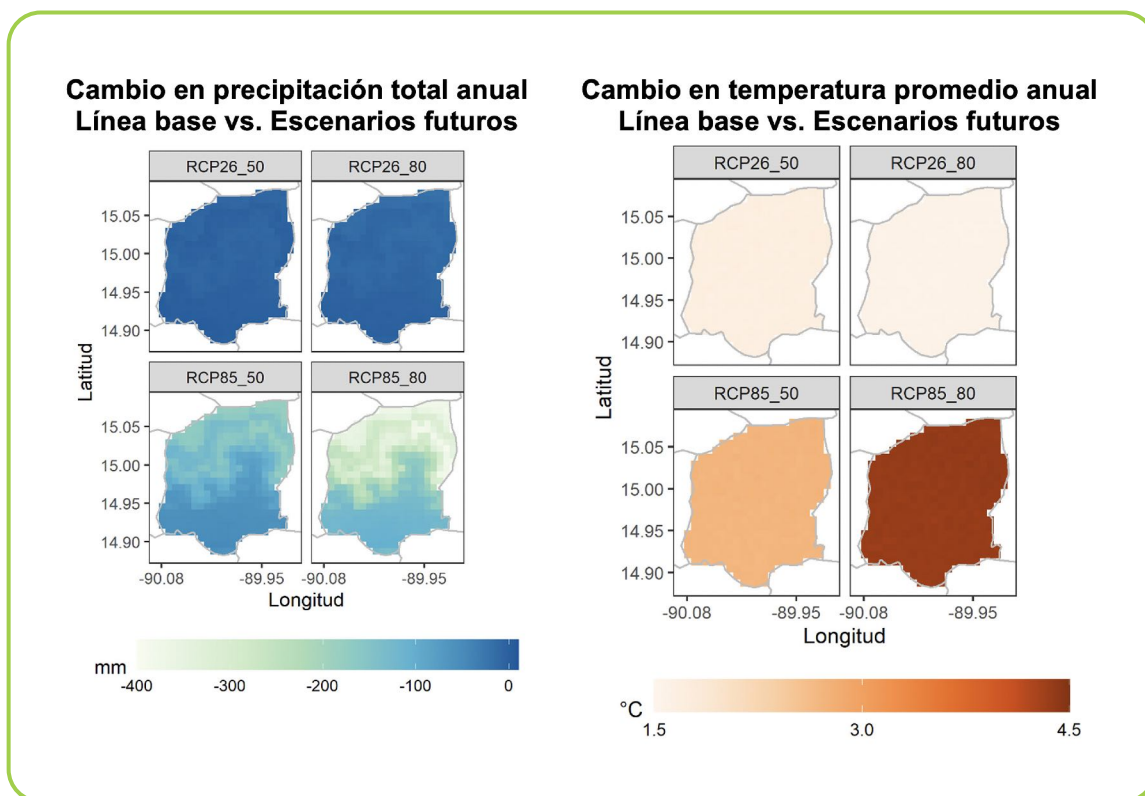 Cambio en precipitación total anual
Línea base vs. Escenarios futuros
RCP26_50
RCP26_80
15.05
15.00
14.95
14.90
RCP85_50
RCP85_80
15.05
15.00
14.95
14.90
Latitud
-90.08
-89.95
-90.08
-89.95
Longitud
mm
-400
-300
-200
-100
0
Cambio en temperatura promedio anual
Línea base vs. Escenarios futuros
RCP26_50
RCP26_80
15.05
15.00
14.95
14.90
RCP85_50
RCP85_80
15.05
15.00
14.95
14.90
Latitud
-90.08
-89.95
-90.08
-89.95
Longitud
°C
1.5
3.0
4.5